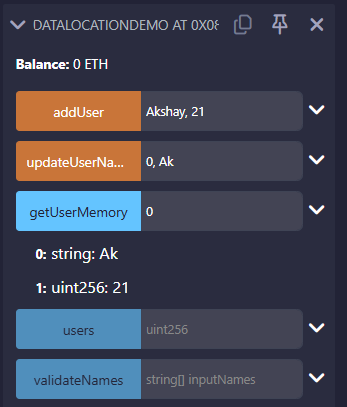 DATALOCATIONDEMO AT 0X08
Balance: 0 ETH
addUser Akshay, 21
updateUserNa... 0, Ak
getUserMemory 0
0: string: Ak
1: uint256: 21
users uint256
validateNames string[] inputNames